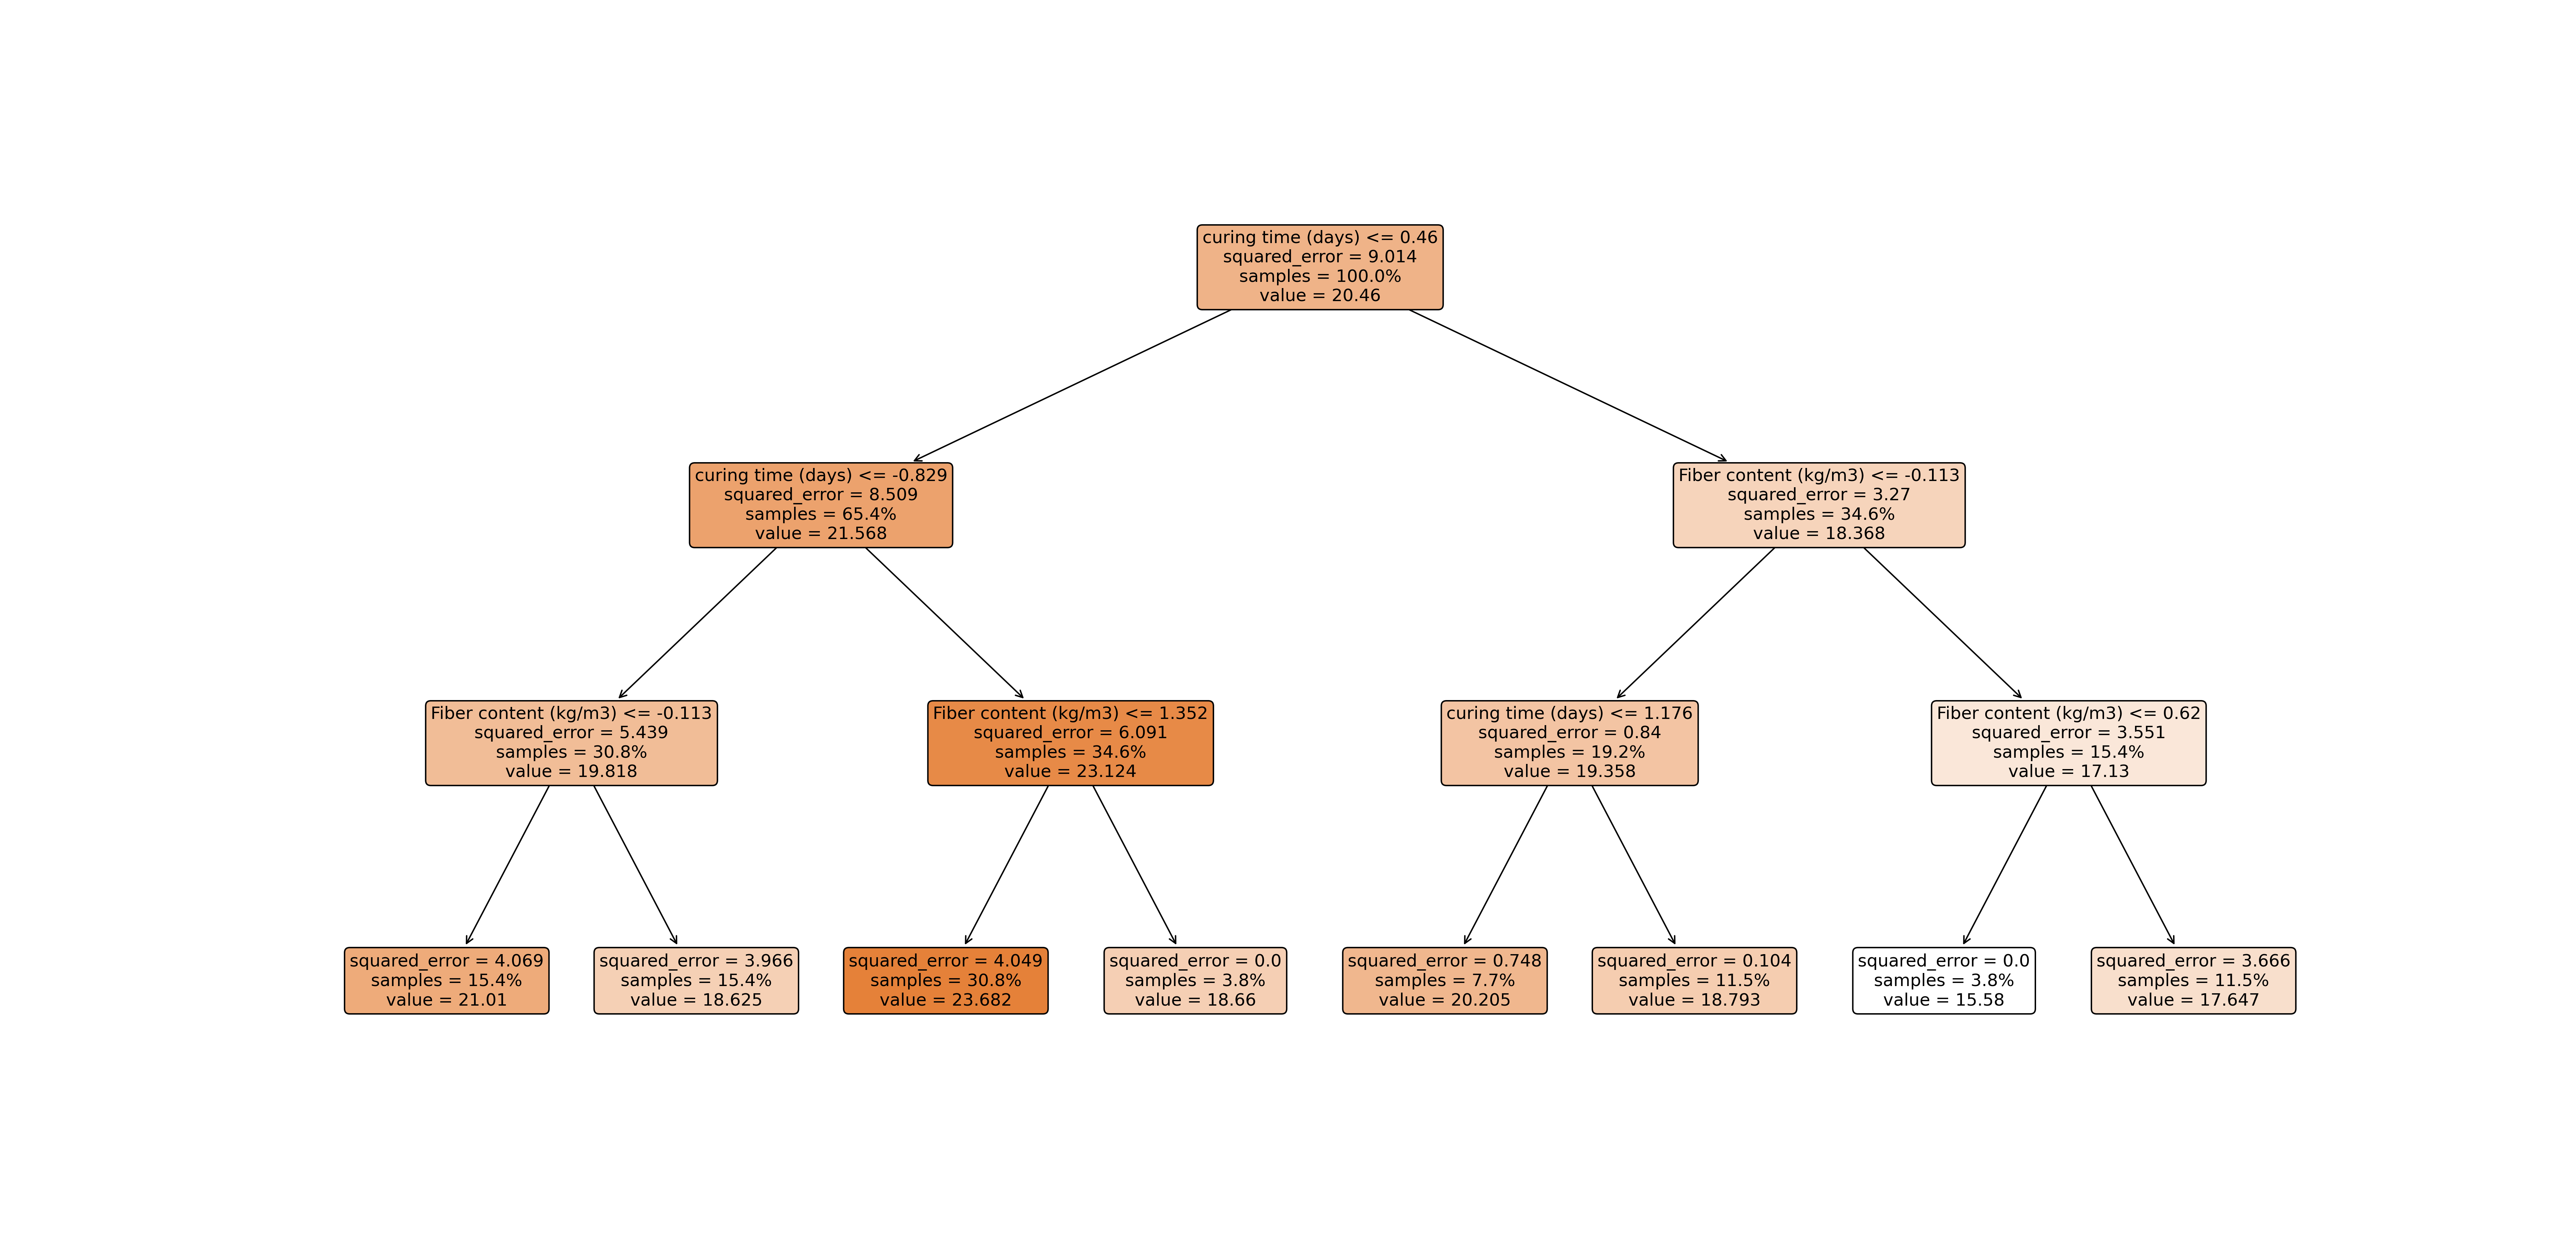 curing time (days) <= 0.46
squared_error = 9.014
samples = 100.0%
value = 20.46
curing time (days) <= -0.829
squared_error = 8.509
samples = 65.4%
value = 21.568
Fiber content (kg/m3) <= -0.113
squared_error = 3.27
samples = 34.6%
value = 18.368
Fiber content (kg/m3) <= -0.113
squared_error = 5.439
samples = 30.8%
value = 19.818
Fiber content (kg/m3) <= 1.352
squared_error = 6.091
samples = 34.6%
value = 23.124
curing time (days) <= 1.176
squared_error = 0.84
samples = 19.2%
value = 19.358
Fiber content (kg/m3) <= 0.62
squared_error = 3.551
samples = 15.4%
value = 17.13
squared_error = 4.069
samples = 15.4%
value = 21.01
squared_error = 3.966
samples = 15.4%
value = 18.625
squared_error = 4.049
samples = 30.8%
value = 23.682
squared_error = 0.0
samples = 3.8%
value = 18.66
squared_error = 0.748
samples = 7.7%
value = 20.205
squared_error = 0.104
samples = 11.5%
value = 18.793
squared_error = 0.0
samples = 3.8%
value = 15.58
squared_error = 3.666
samples = 11.5%
value = 17.647